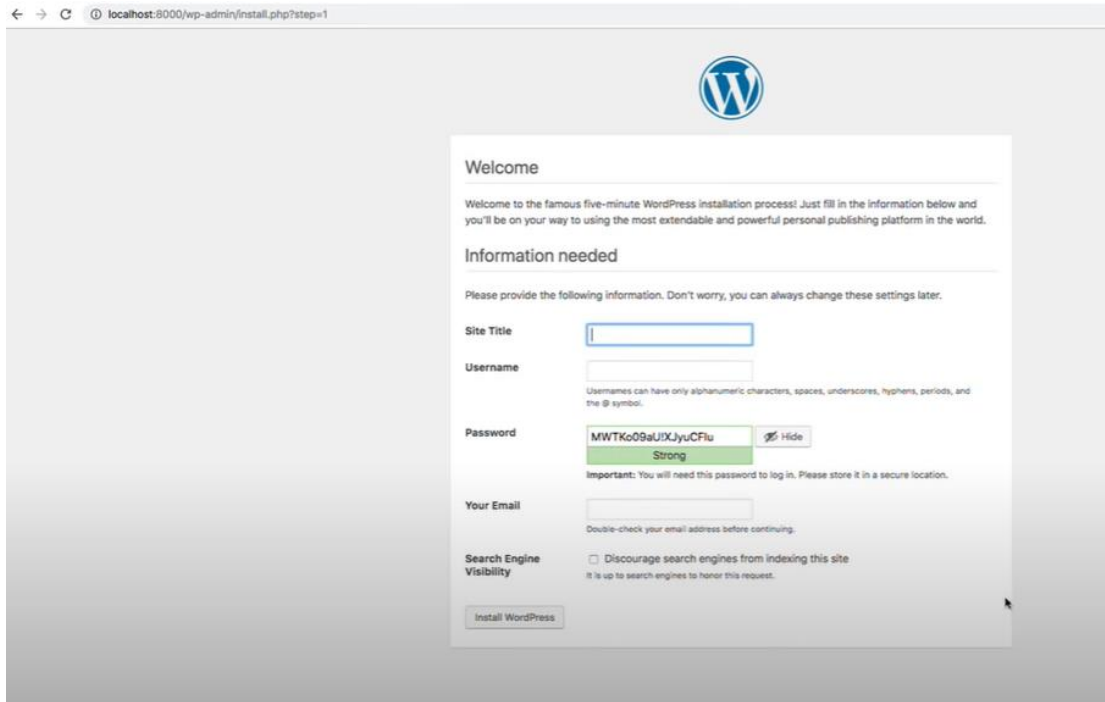 localhost:8000/wp-admin/install.php?step=1
Welcome
Welcome to the famous five-minute WordPress installation process! Just fill in the information below and
you'll be on your way to using the most extendable and powerful personal publishing platform in the world.
Information needed
Please provide the following information. Don't worry, you can always change these settings later.
Site Title
Username
Usernames can have only alphanumeric characters, spaces, underscores, hyphens, periods, and
the @ symbol.
Password MWTKo09aU!XJyuCFlu Hide
Strong
Important: You will need this password to log in. Please store it in a secure location.
Your Email
Double-check your email address before continuing.
Search Engine
Visibility
Discourage search engines from indexing this site
It is up to search engines to honor this request.
Install WordPress